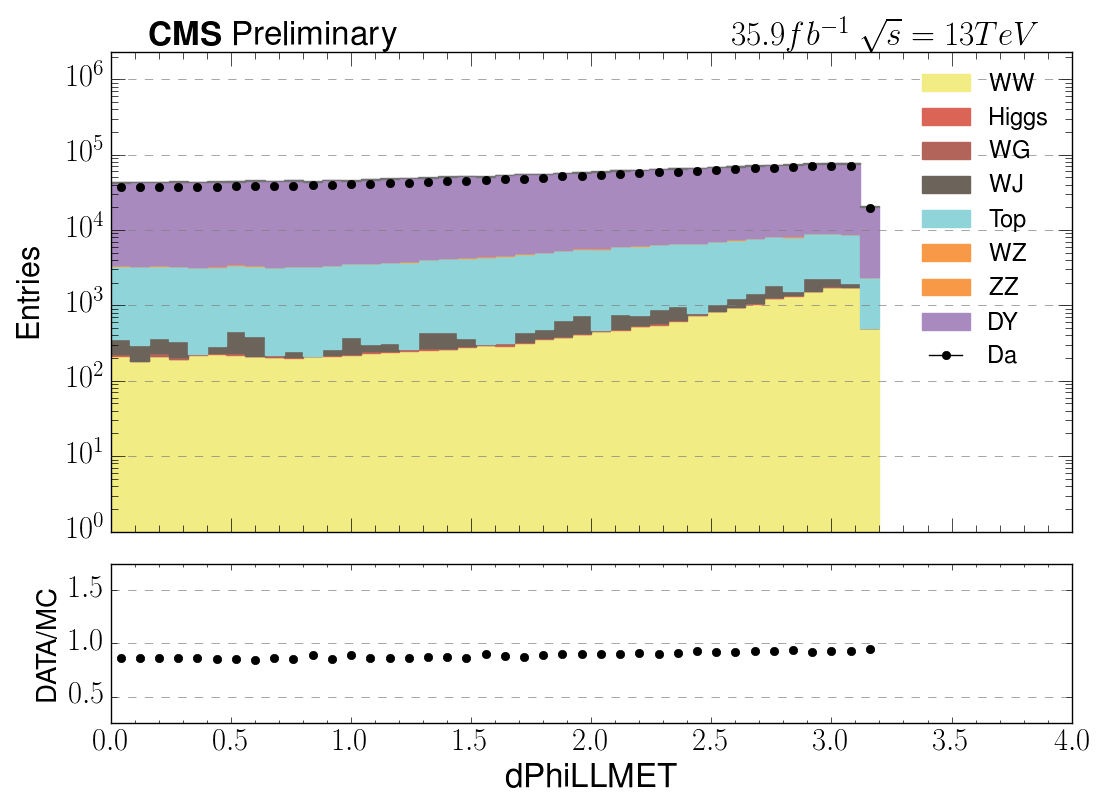 CMS Preliminary 35.9fb⁻¹ √s = 13TeV
10⁶
10⁵
10⁴
10³
10²
10¹
10⁰
Entries
WW
Higgs
WG
WJ
Top
WZ
ZZ
DY
Da
1.5
1.0
0.5
DATA/MC
0.0 0.5 1.0 1.5 2.0 2.5 3.0 3.5 4.0
dPhiLLMET